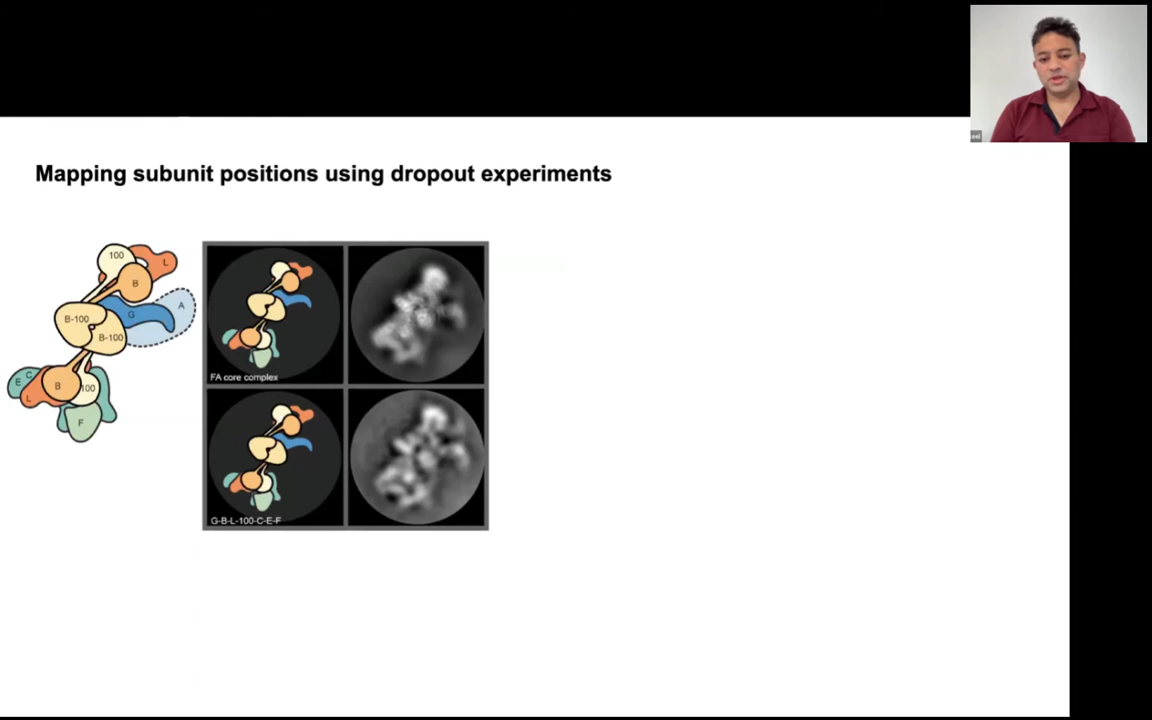 Mapping subunit positions using dropout experiments
100
L
B
A
G
B-100
B-100
C
E
B
100
L
F
FA core complex
G-B-L-100-C-E-F